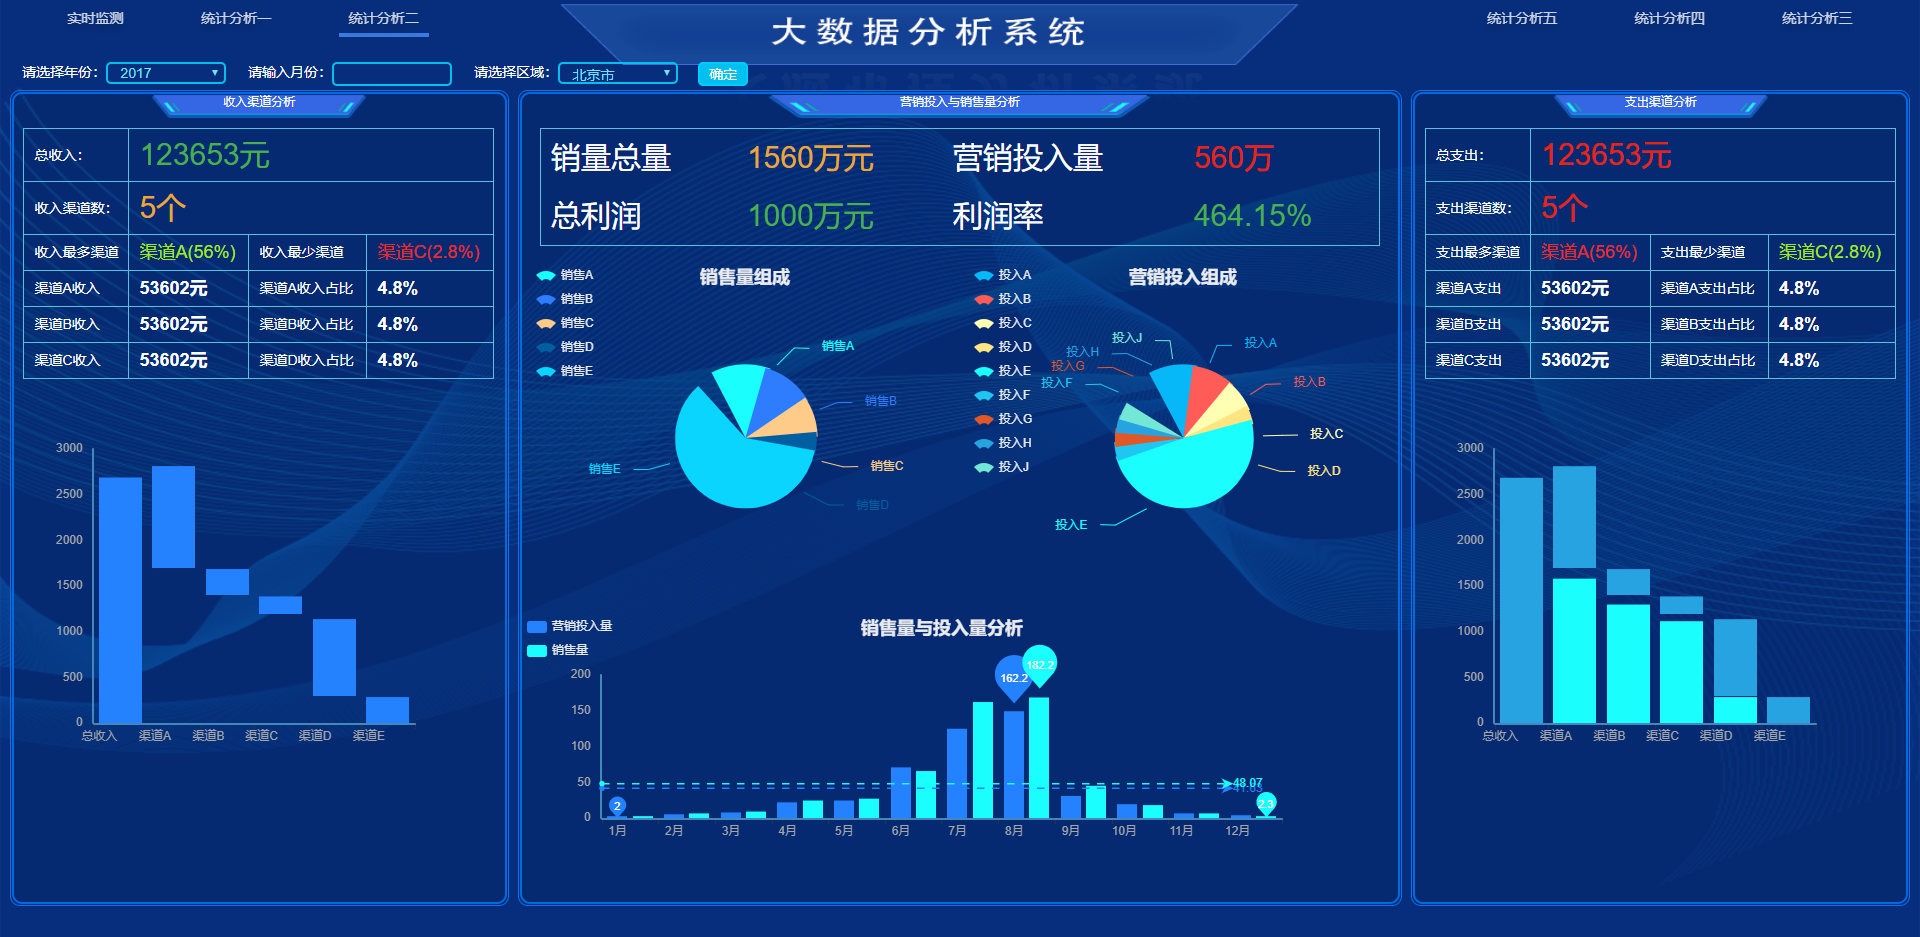 实时监测
统计分析一
统计分析二
大数据分析系统
统计分析五
统计分析四
统计分析三
请选择年份: 2017
请输入月份:
请选择区域: 北京市
确定
收入渠道分析
总收入: 123653元
收入渠道数: 5个
收入最多渠道 渠道A(56%) 收入最少渠道 渠道C(2.8%)
渠道A收入 53602元 渠道A收入占比 4.8%
渠道B收入 53602元 渠道B收入占比 4.8%
渠道C收入 53602元 渠道D收入占比 4.8%
3000
2500
2000
1500
1000
500
0
总收入 渠道A 渠道B 渠道C 渠道D 渠道E
营销投入与销售量分析
销量总量 1560万元 营销投入量 560万
总利润 1000万元 利润率 464.15%
销售A
销售B
销售C
销售D
销售E
销售量组成
销售A
销售B
销售C
销售D
销售E
投入A
投入B
投入C
投入D
投入E
投入F
投入G
投入H
投入J
营销投入组成
投入J
投入H
投入G
投入F
投入A
投入B
投入C
投入D
投入E
营销投入量
销售量
销售量与投入量分析
200
150
100
50
0
162.2
182.2
48.07
2
2.3
1月 2月 3月 4月 5月 6月 7月 8月 9月 10月 11月 12月
支出渠道分析
总支出: 123653元
支出渠道数: 5个
支出最多渠道 渠道A(56%) 支出最少渠道 渠道C(2.8%)
渠道A支出 53602元 渠道A支出占比 4.8%
渠道B支出 53602元 渠道B支出占比 4.8%
渠道C支出 53602元 渠道D支出占比 4.8%
3000
2500
2000
1500
1000
500
0
总收入 渠道A 渠道B 渠道C 渠道D 渠道E